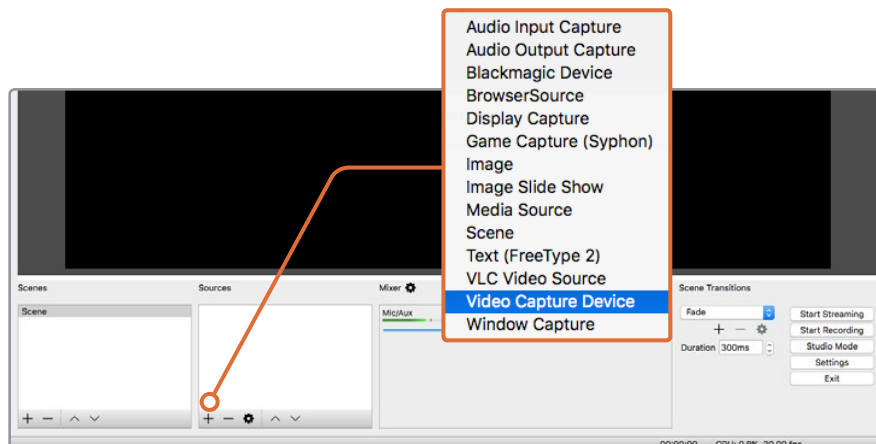 Audio Input Capture
Audio Output Capture
Blackmagic Device
BrowserSource
Display Capture
Game Capture (Syphon)
Image
Image Slide Show
Media Source
Scene
Text (FreeType 2)
VLC Video Source
Video Capture Device
Window Capture
Scenes
Scene
Sources
Mixer
Mic/Aux
Scene Transitions
Fade
Duration 300ms
Start Streaming
Start Recording
Studio Mode
Settings
Exit